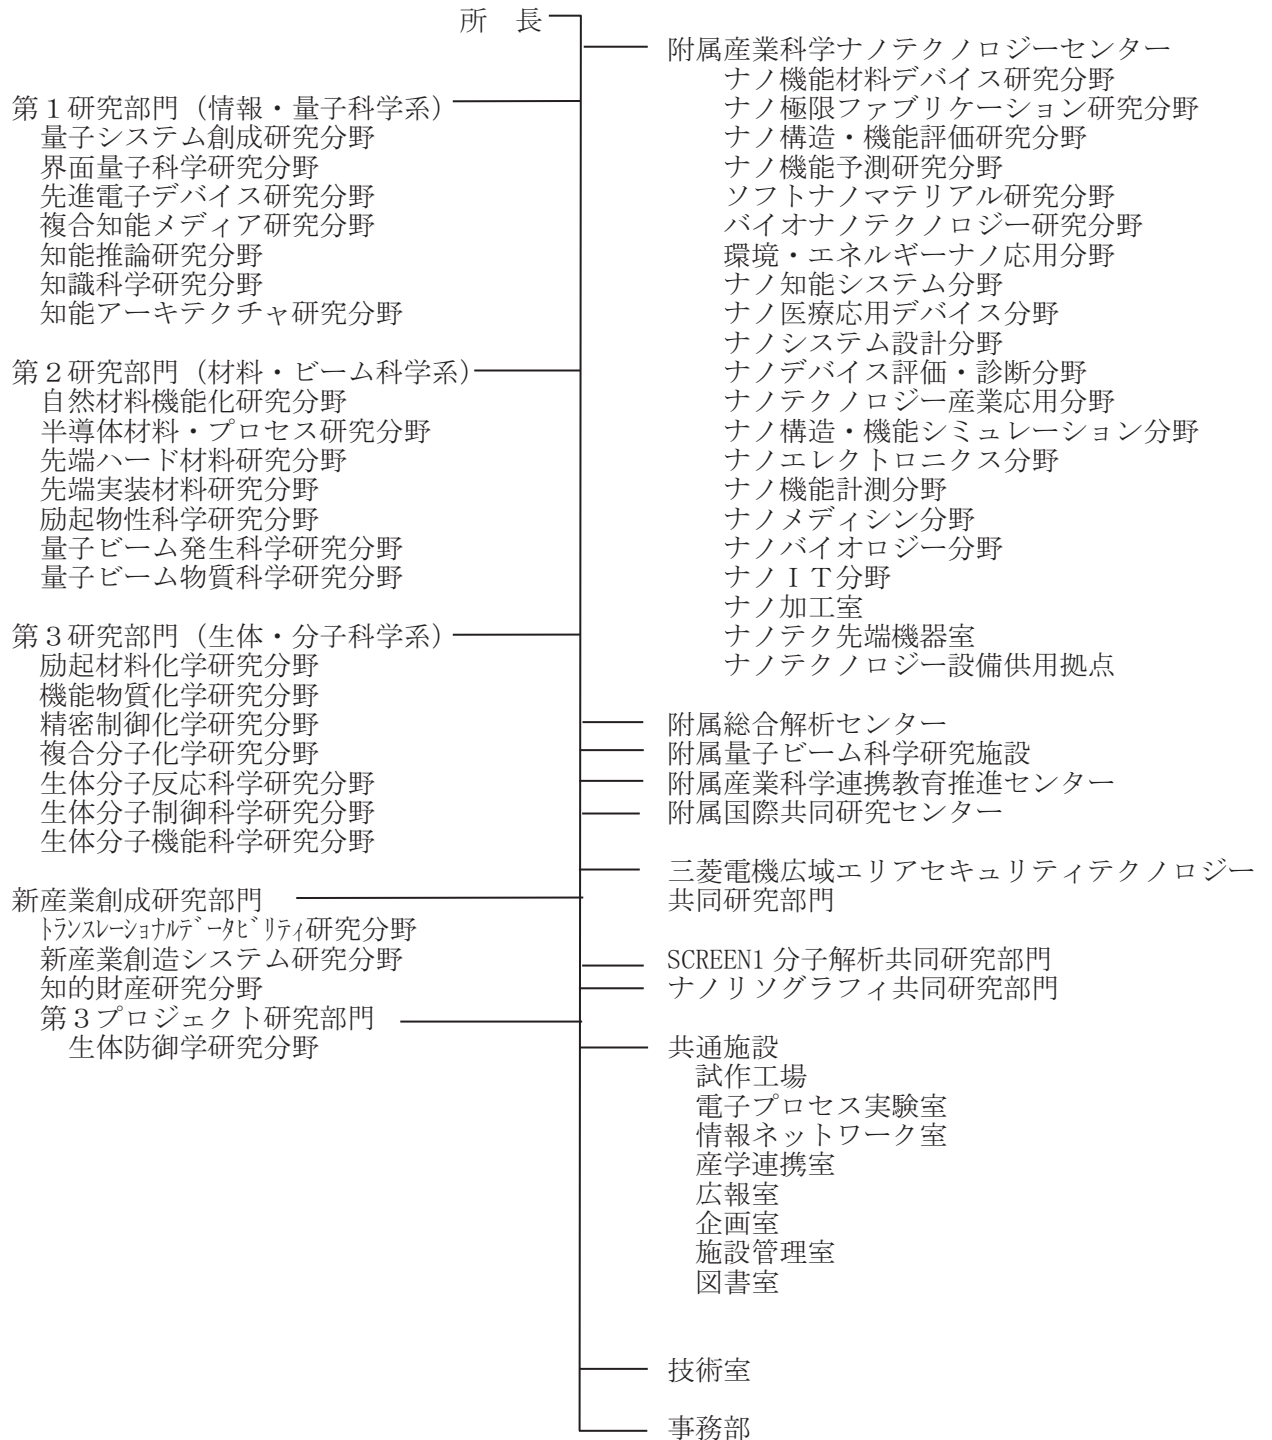 所　長
第１研究部門（情報・量子科学系）
量子システム創成研究分野
界面量子科学研究分野
先進電子デバイス研究分野
複合知能メディア研究分野
知能推論研究分野
知識科学研究分野
知能アーキテクチャ研究分野
第２研究部門（材料・ビーム科学系）
自然材料機能化研究分野
半導体材料・プロセス研究分野
先端ハード材料研究分野
先端実装材料研究分野
励起物性科学研究分野
量子ビーム発生科学研究分野
量子ビーム物質科学研究分野
第３研究部門（生体・分子科学系）
励起材料化学研究分野
機能物質化学研究分野
精密制御化学研究分野
複合分子化学研究分野
生体分子反応科学研究分野
生体分子制御科学研究分野
生体分子機能科学研究分野
新産業創成研究部門
ﾄﾗﾝｽﾚｰｼｮﾅﾙﾃﾞｰﾀﾋﾞﾘﾃｨ研究分野
新産業創造システム研究分野
知的財産研究分野
第３プロジェクト研究部門
生体防御学研究分野
附属産業科学ナノテクノロジーセンター
ナノ機能材料デバイス研究分野
ナノ極限ファブリケーション研究分野
ナノ構造・機能評価研究分野
ナノ機能予測研究分野
ソフトナノマテリアル研究分野
バイオナノテクノロジー研究分野
環境・エネルギーナノ応用分野
ナノ知能システム分野
ナノ医療応用デバイス分野
ナノシステム設計分野
ナノデバイス評価・診断分野
ナノテクノロジー産業応用分野
ナノ構造・機能シミュレーション分野
ナノエレクトロニクス分野
ナノ機能計測分野
ナノメディシン分野
ナノバイオロジー分野
ナノＩＴ分野
ナノ加工室
ナノテク先端機器室
ナノテクノロジー設備供用拠点
附属総合解析センター
附属量子ビーム科学研究施設
附属産業科学連携教育推進センター
附属国際共同研究センター
三菱電機広域エリアセキュリティテクノロジー
共同研究部門
SCREEN1 分子解析共同研究部門
ナノリソグラフィ共同研究部門
共通施設
試作工場
電子プロセス実験室
情報ネットワーク室
産学連携室
広報室
企画室
施設管理室
図書室
技術室
事務部